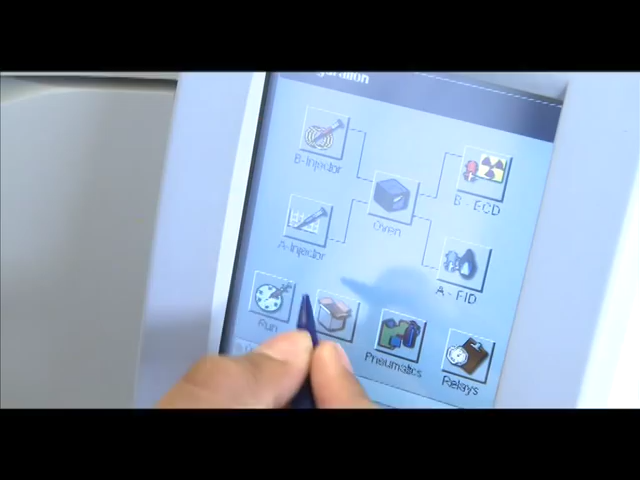 B-Injector
B - ECD
Oven
A-Injector
A - FID
Run
Pneumatics
Relays